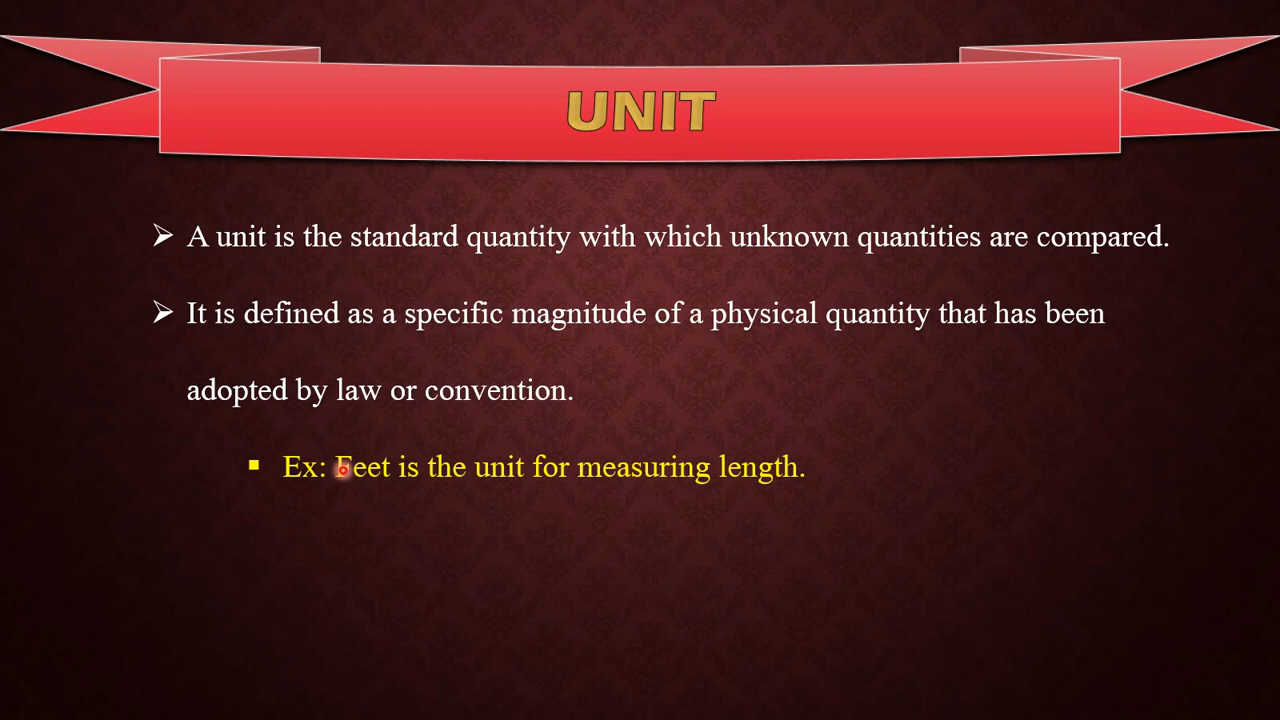 UNIT
➢ A unit is the standard quantity with which unknown quantities are compared.
➢ It is defined as a specific magnitude of a physical quantity that has been
adopted by law or convention.
▪ Ex: Feet is the unit for measuring length.